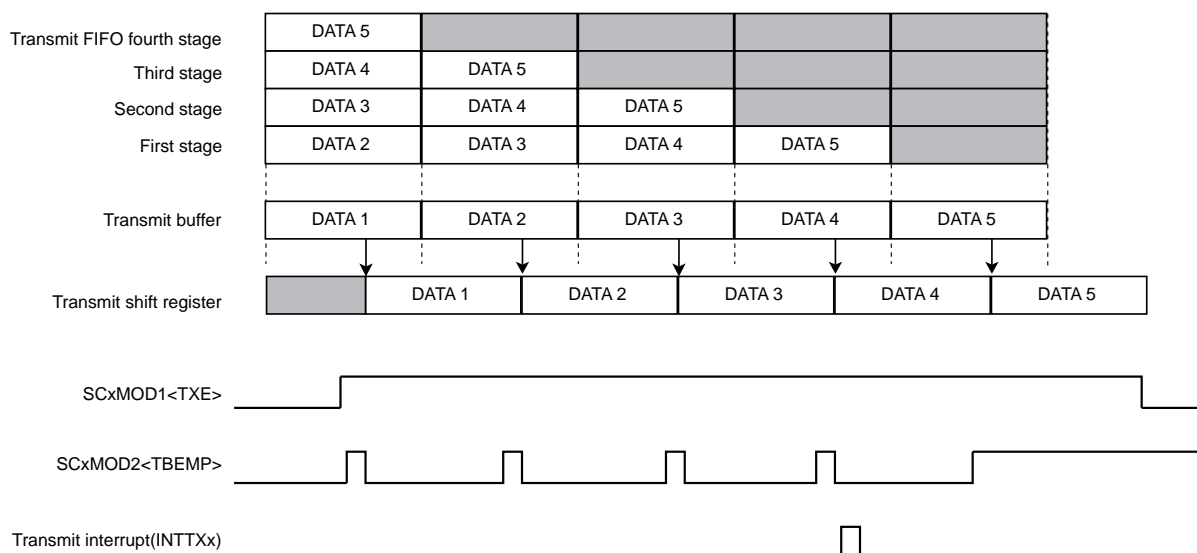 Transmit FIFO fourth stage DATA 5
Third stage DATA 4 DATA 5
Second stage DATA 3 DATA 4 DATA 5
First stage DATA 2 DATA 3 DATA 4 DATA 5
Transmit buffer DATA 1 DATA 2 DATA 3 DATA 4 DATA 5
Transmit shift register DATA 1 DATA 2 DATA 3 DATA 4 DATA 5
SCxMOD1<TXE>
SCxMOD2<TBEMP>
Transmit interrupt(INTTXx)